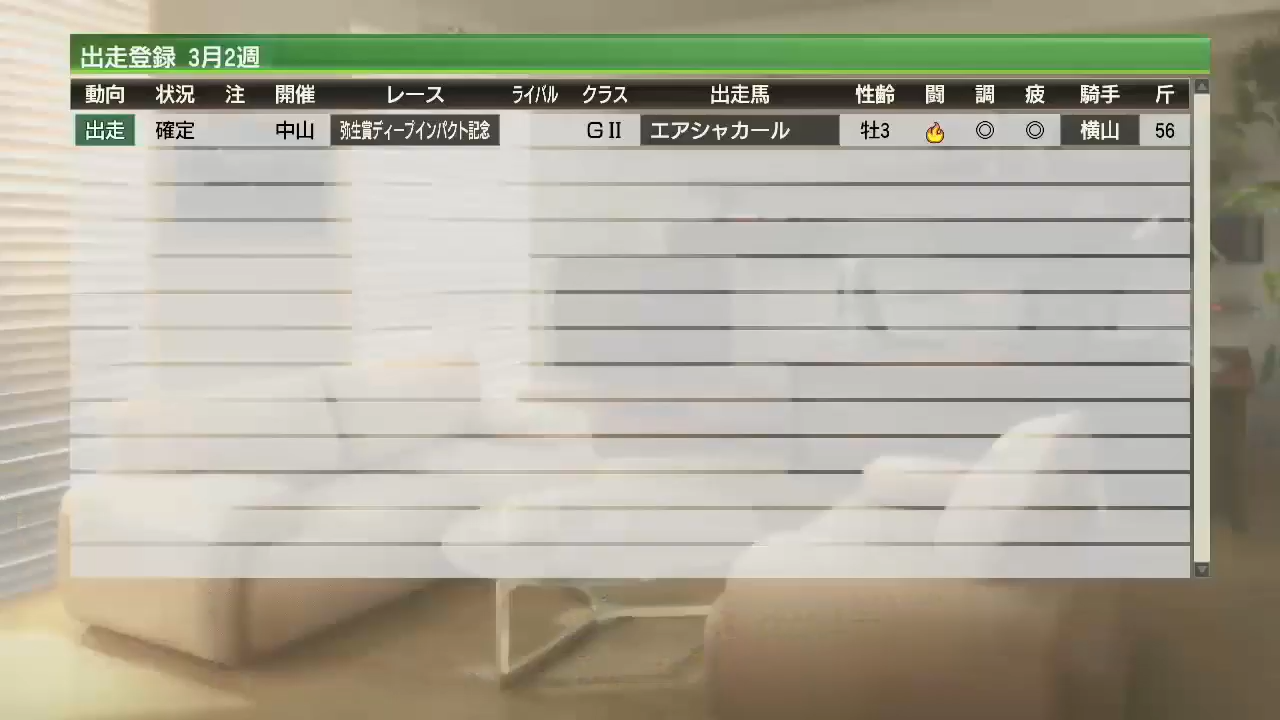 出走登録 3月2週
動向 状況 注 開催 レース ライバル クラス 出走馬 性齢 闘 調 疲 騎手 斤
出走 確定 中山 弥生賞ディープインパクト記念 GⅡ エアシャカール 牡3 ◎ ◎ 横山 56